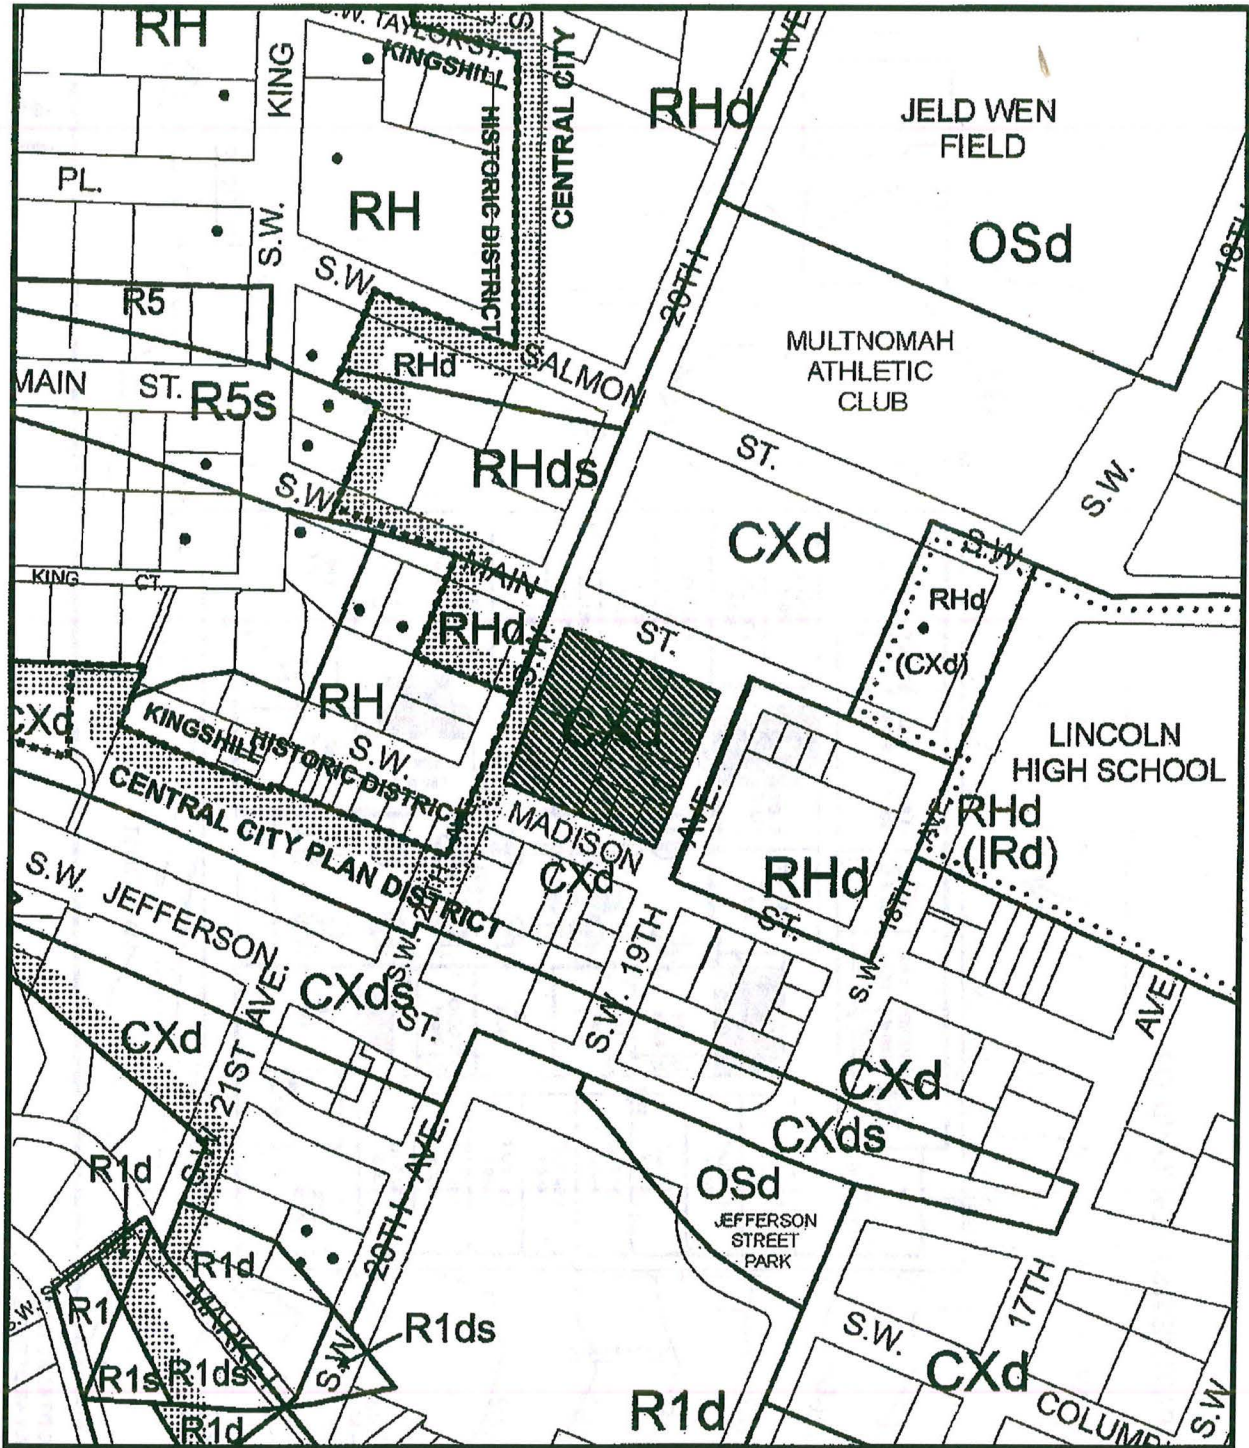 RH
S.W. TAYLOR ST.
KINGSHILL
HISTORIC DISTRICT
CENTRAL CITY
KING
S.W.
RHd
AVE
20TH
JELD WEN
FIELD
OSd
18TH
PL.
RH
S.W.
SALMON
ST.
S.W.
R5
RHd
MULTNOMAH
ATHLETIC
CLUB
MAIN ST.
R5s
RHds
S.W.
MAIN
ST.
CXd
S.W.
KING CT.
RHd
S.W.
RHd
(CXd)
RH
CXd
CXd
KINGSHILL HISTORIC DISTRICT
S.W.
MADISON
ST.
AVE.
LINCOLN
HIGH SCHOOL
RHd
(IRd)
CENTRAL CITY PLAN DISTRICT
CXd
RHd
AVE
18TH
S.W.
S.W. JEFFERSON
ST.
S.W. 20TH
S.W. 19TH
CXds
AVE.
CXd
21ST AVE.
CXd
CXds
R1d
20TH AVE.
S.W.
OSd
JEFFERSON
STREET
PARK
R1d
R1
MARKET
R1ds
R1s
R1ds
R1d
R1d
17TH
S.W.
CXd
COLUMB
S.W.